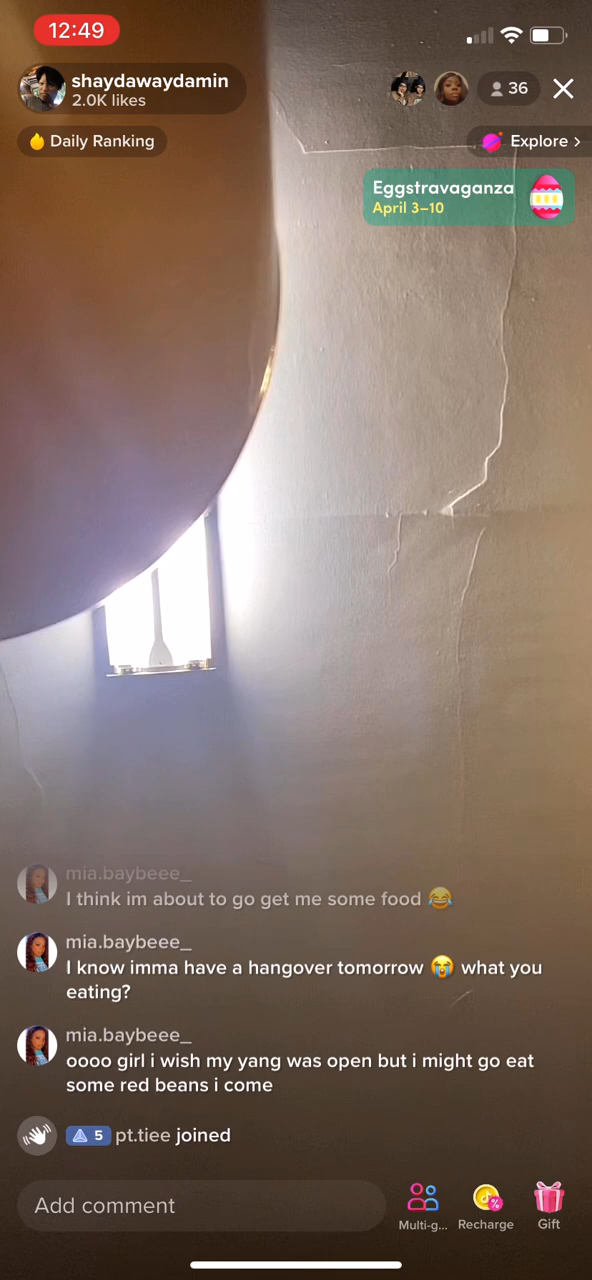 12:49
shaydawaydamin
2.0K likes
36
Daily Ranking
Explore >
Eggstravaganza
April 3–10
mia.baybeee_
I think im about to go get me some food 😂
mia.baybeee_
I know imma have a hangover tomorrow 😭 what you
eating?
mia.baybeee_
oooo girl i wish my yang was open but i might go eat
some red beans i come
5 pt.tiee joined
Add comment
Multi-g...
Recharge
Gift